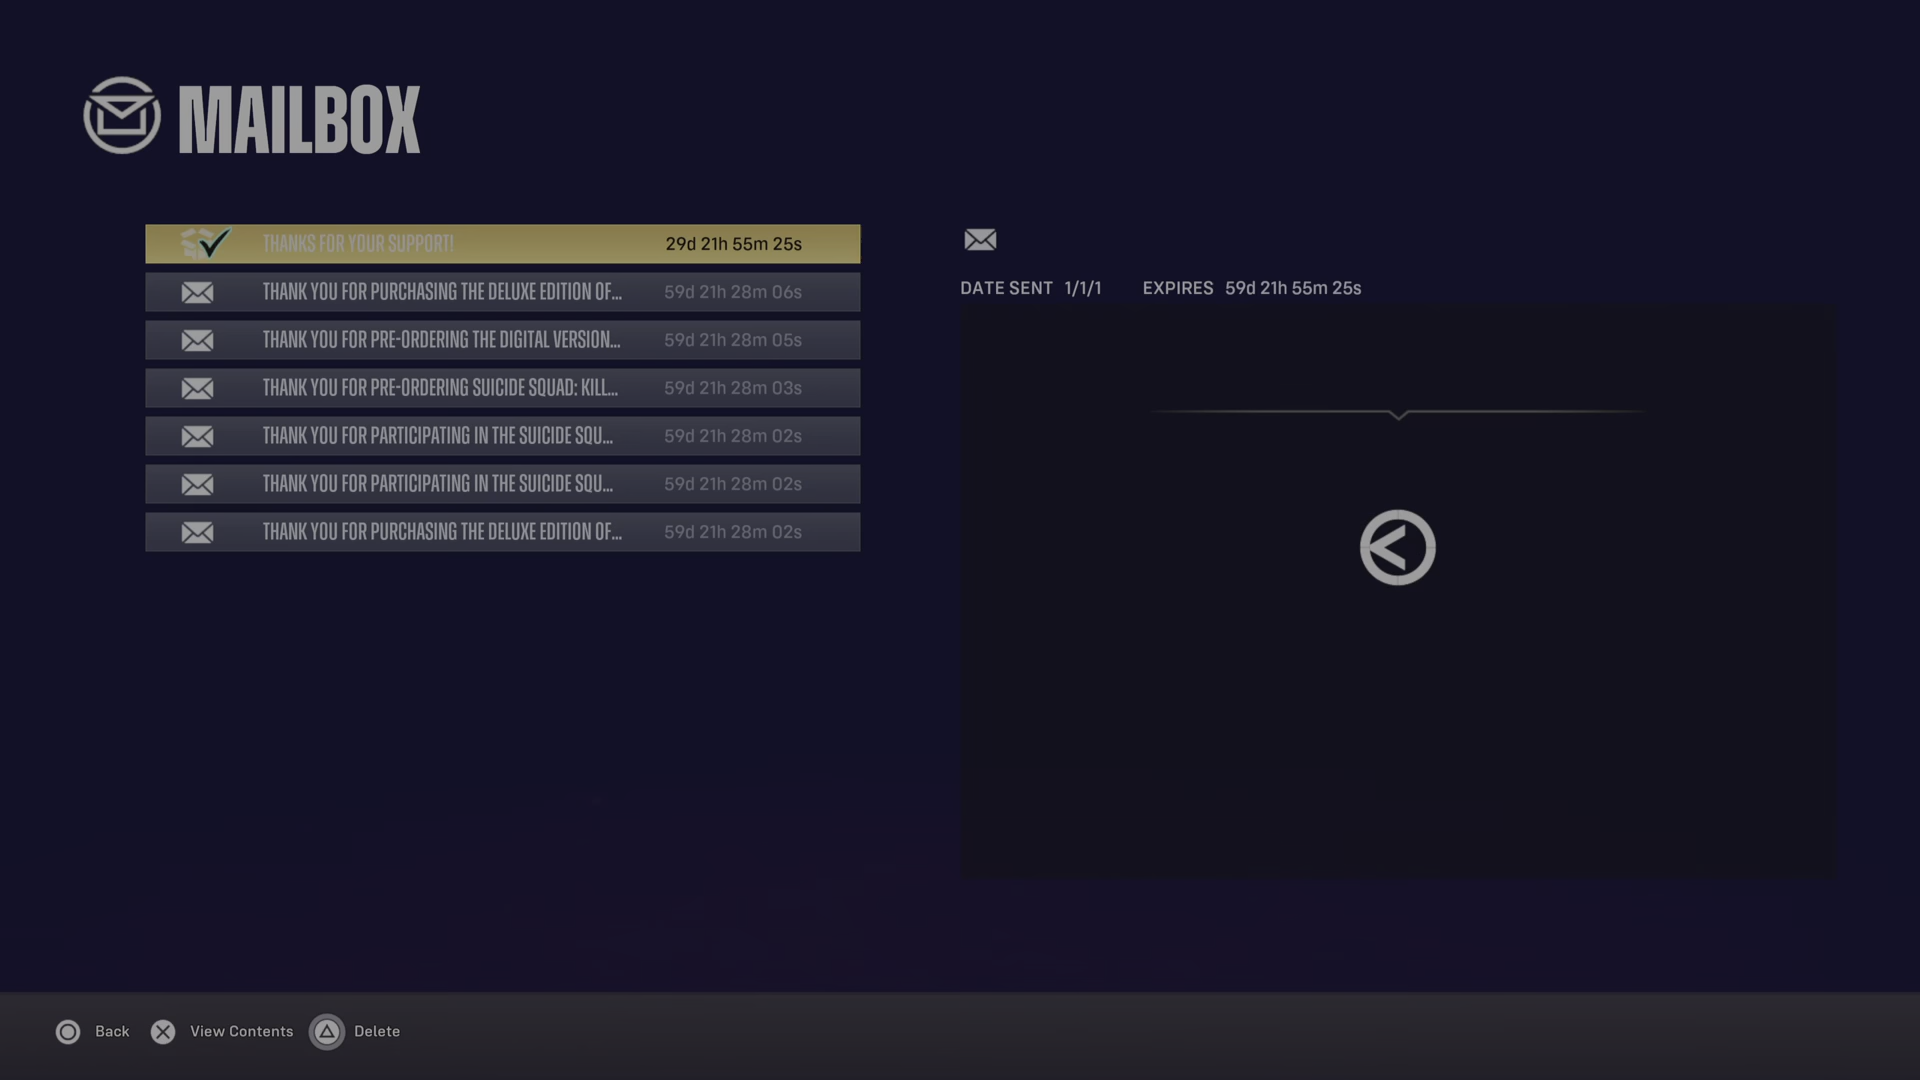 MAILBOX
THANKS FOR YOUR SUPPORT! 29d 21h 55m 25s
THANK YOU FOR PURCHASING THE DELUXE EDITION OF... 59d 21h 28m 06s
THANK YOU FOR PRE-ORDERING THE DIGITAL VERSION... 59d 21h 28m 05s
THANK YOU FOR PRE-ORDERING SUICIDE SQUAD: KILL... 59d 21h 28m 03s
THANK YOU FOR PARTICIPATING IN THE SUICIDE SQU... 59d 21h 28m 02s
THANK YOU FOR PARTICIPATING IN THE SUICIDE SQU... 59d 21h 28m 02s
THANK YOU FOR PURCHASING THE DELUXE EDITION OF... 59d 21h 28m 02s
DATE SENT 1/1/1 EXPIRES 59d 21h 55m 25s
Back View Contents Delete